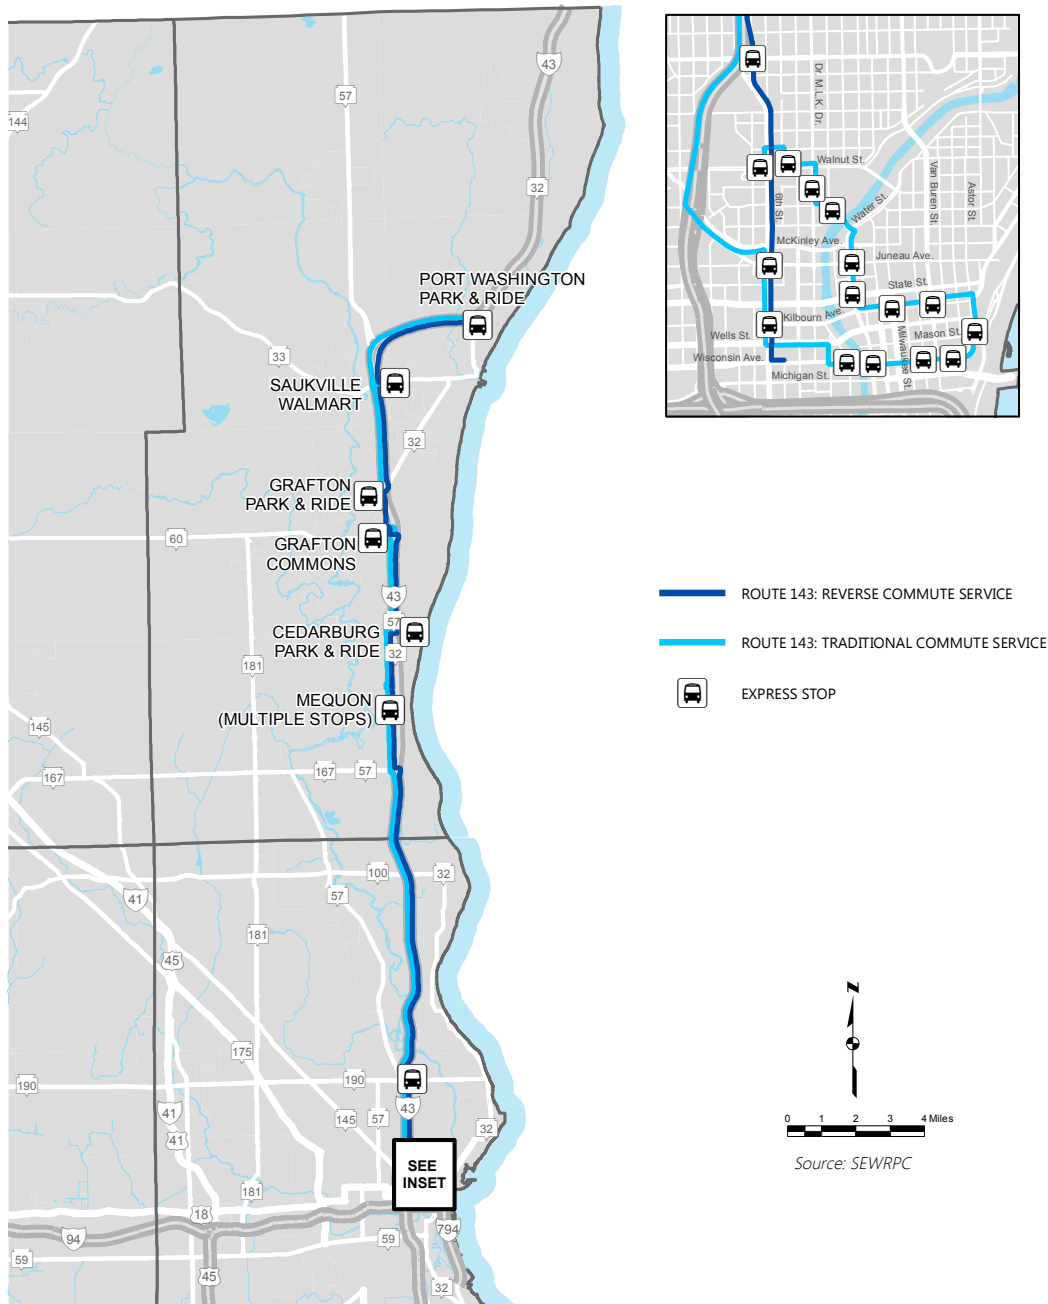 43
57
144
32
PORT WASHINGTON
PARK & RIDE
33
SAUKVILLE
WALMART
32
GRAFTON
PARK & RIDE
60
GRAFTON
COMMONS
43
57
CEDARBURG
PARK & RIDE
32
181
MEQUON
(MULTIPLE STOPS)
145
167
167
57
100
32
57
41
181
45
175
190
190
43
41
145
57
32
41
SEE
INSET
181
18
94
794
59
59
45
32
Dr. M.L.K. Dr.
Walnut St.
Van Buren St.
Astor St.
6th St.
Water St.
McKinley Ave.
Juneau Ave.
State St.
Kilbourn Ave.
Wells St.
Mason St.
Milwaukee St.
Wisconsin Ave.
Michigan St.
ROUTE 143: REVERSE COMMUTE SERVICE
ROUTE 143: TRADITIONAL COMMUTE SERVICE
EXPRESS STOP
N
0 1 2 3 4 Miles
Source: SEWRPC